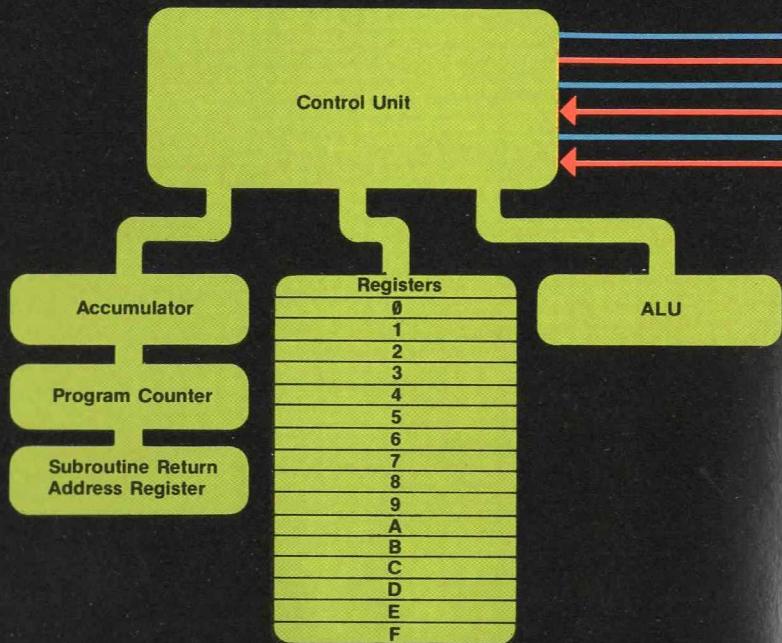 Control Unit
Accumulator
Program Counter
Subroutine Return
Address Register
Registers
0
1
2
3
4
5
6
7
8
9
A
B
C
D
E
F
ALU